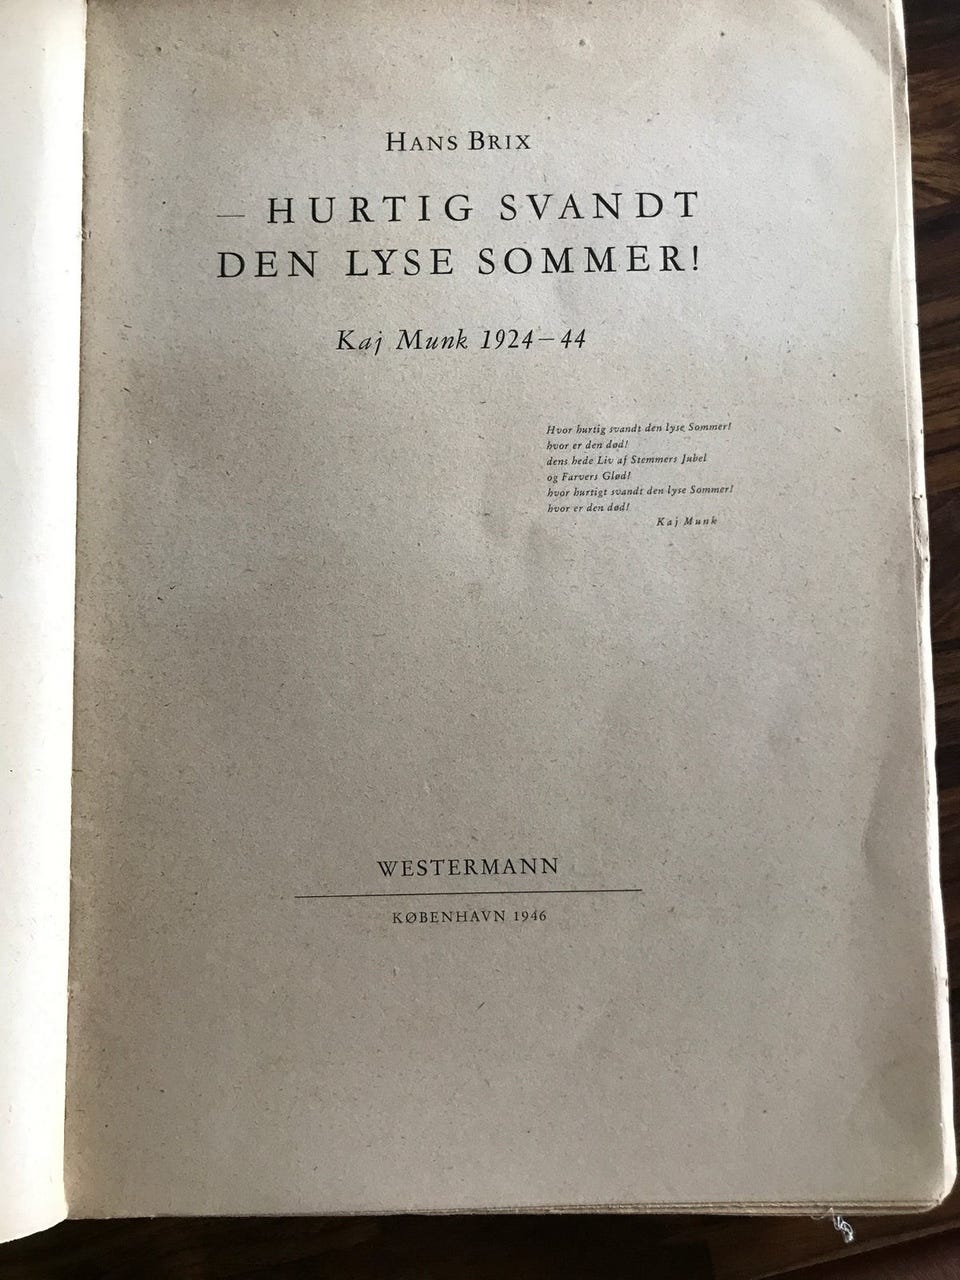 HANS BRIX
– HURTIG SVANDT
DEN LYSE SOMMER!
Kaj Munk 1924–44
Hvor hurtig svandt den lyse Sommer!
hvor er den død!
dens hede Liv af Stemmers Jubel
og Farvers Glød!
hvor hurtigt svandt den lyse Sommer!
hvor er den død!
Kaj Munk
WESTERMANN
KØBENHAVN 1946